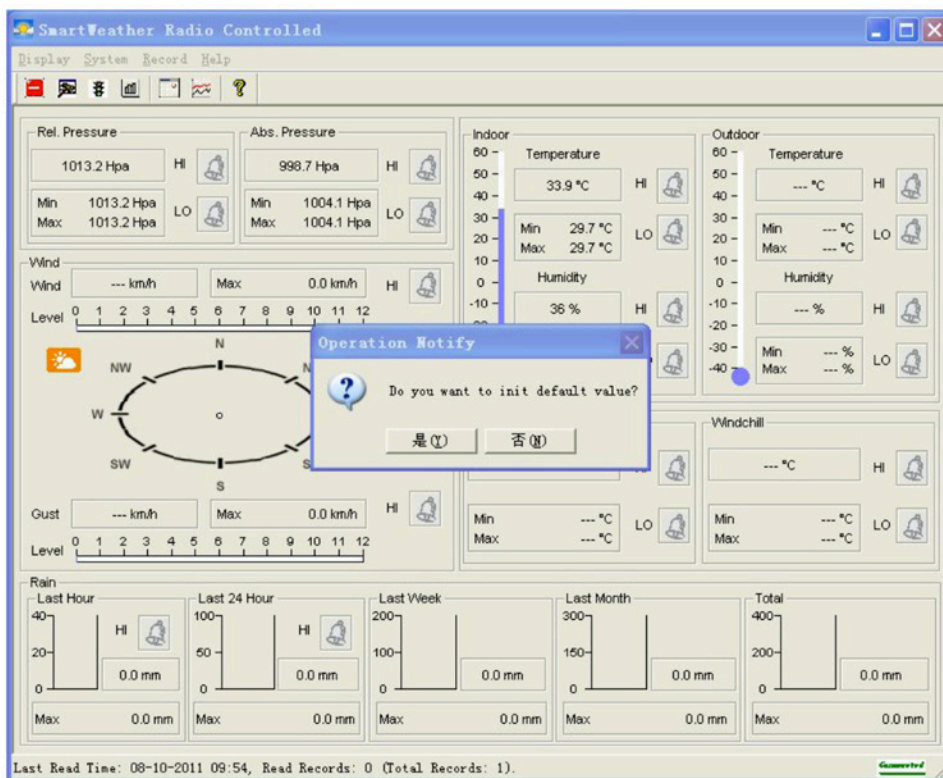 SmartWeather Radio Controlled
Display System Record Help
Rel. Pressure
1013.2 Hpa
HI
Min 1013.2 Hpa
Max 1013.2 Hpa
LO
Abs. Pressure
998.7 Hpa
HI
Min 1004.1 Hpa
Max 1004.1 Hpa
LO
Indoor
60
50
40
30
20
10
0
-10
Temperature
33.9 °C
HI
Min 29.7 °C
Max 29.7 °C
LO
Humidity
36 %
HI
Outdoor
60
50
40
30
20
10
0
-10
-20
-30
-40
Temperature
--- °C
HI
Min --- °C
Max --- °C
LO
Humidity
--- %
HI
Min --- %
Max --- %
LO
Wind
Wind --- km/h
Max 0.0 km/h
HI
Level 0 1 2 3 4 5 6 7 8 9 10 11 12
N
NW
W
SW
S
Gust --- km/h
Max 0.0 km/h
HI
Level 0 1 2 3 4 5 6 7 8 9 10 11 12
Operation Notify
Do you want to init default value?
是(Y) 否(N)
Min --- °C
Max --- °C
LO
Windchill
--- °C
HI
Min --- °C
Max --- °C
LO
Rain
Last Hour
40
20
0
HI
0.0 mm
Max 0.0 mm
Last 24 Hour
100
50
0
HI
0.0 mm
Max 0.0 mm
Last Week
200
100
0
0.0 mm
Max 0.0 mm
Last Month
300
150
0
0.0 mm
Max 0.0 mm
Total
400
200
0
0.0 mm
Max 0.0 mm
Last Read Time: 08-10-2011 09:54, Read Records: 0 (Total Records: 1).
Connected